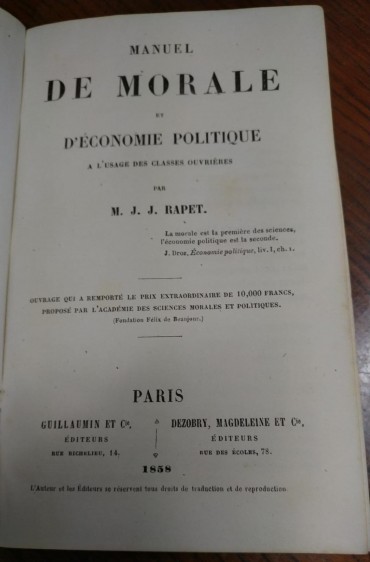 MANUEL
DE MORALE
ET
D'ÉCONOMIE POLITIQUE
A L'USAGE DES CLASSES OUVRIÈRES
PAR
M. J. J. RAPET.
La morale est la première des sciences,
l'économie politique est la seconde.
J. Droz, Économie politique, liv. I, ch. I.
OUVRAGE QUI A REMPORTÉ LE PRIX EXTRAORDINAIRE DE 10,000 FRANCS,
PROPOSÉ PAR L'ACADÉMIE DES SCIENCES MORALES ET POLITIQUES.
(Fondation Félix de Beaujour.)
PARIS
GUILLAUMIN ET Cie,
ÉDITEURS
RUE RICHELIEU, 14.
DEZOBRY, MAGDELEINE ET Cie,
ÉDITEURS
RUE DES ÉCOLES, 78.
1858
L'Auteur et les Éditeurs se réservent tous droits de traduction et de reproduction.